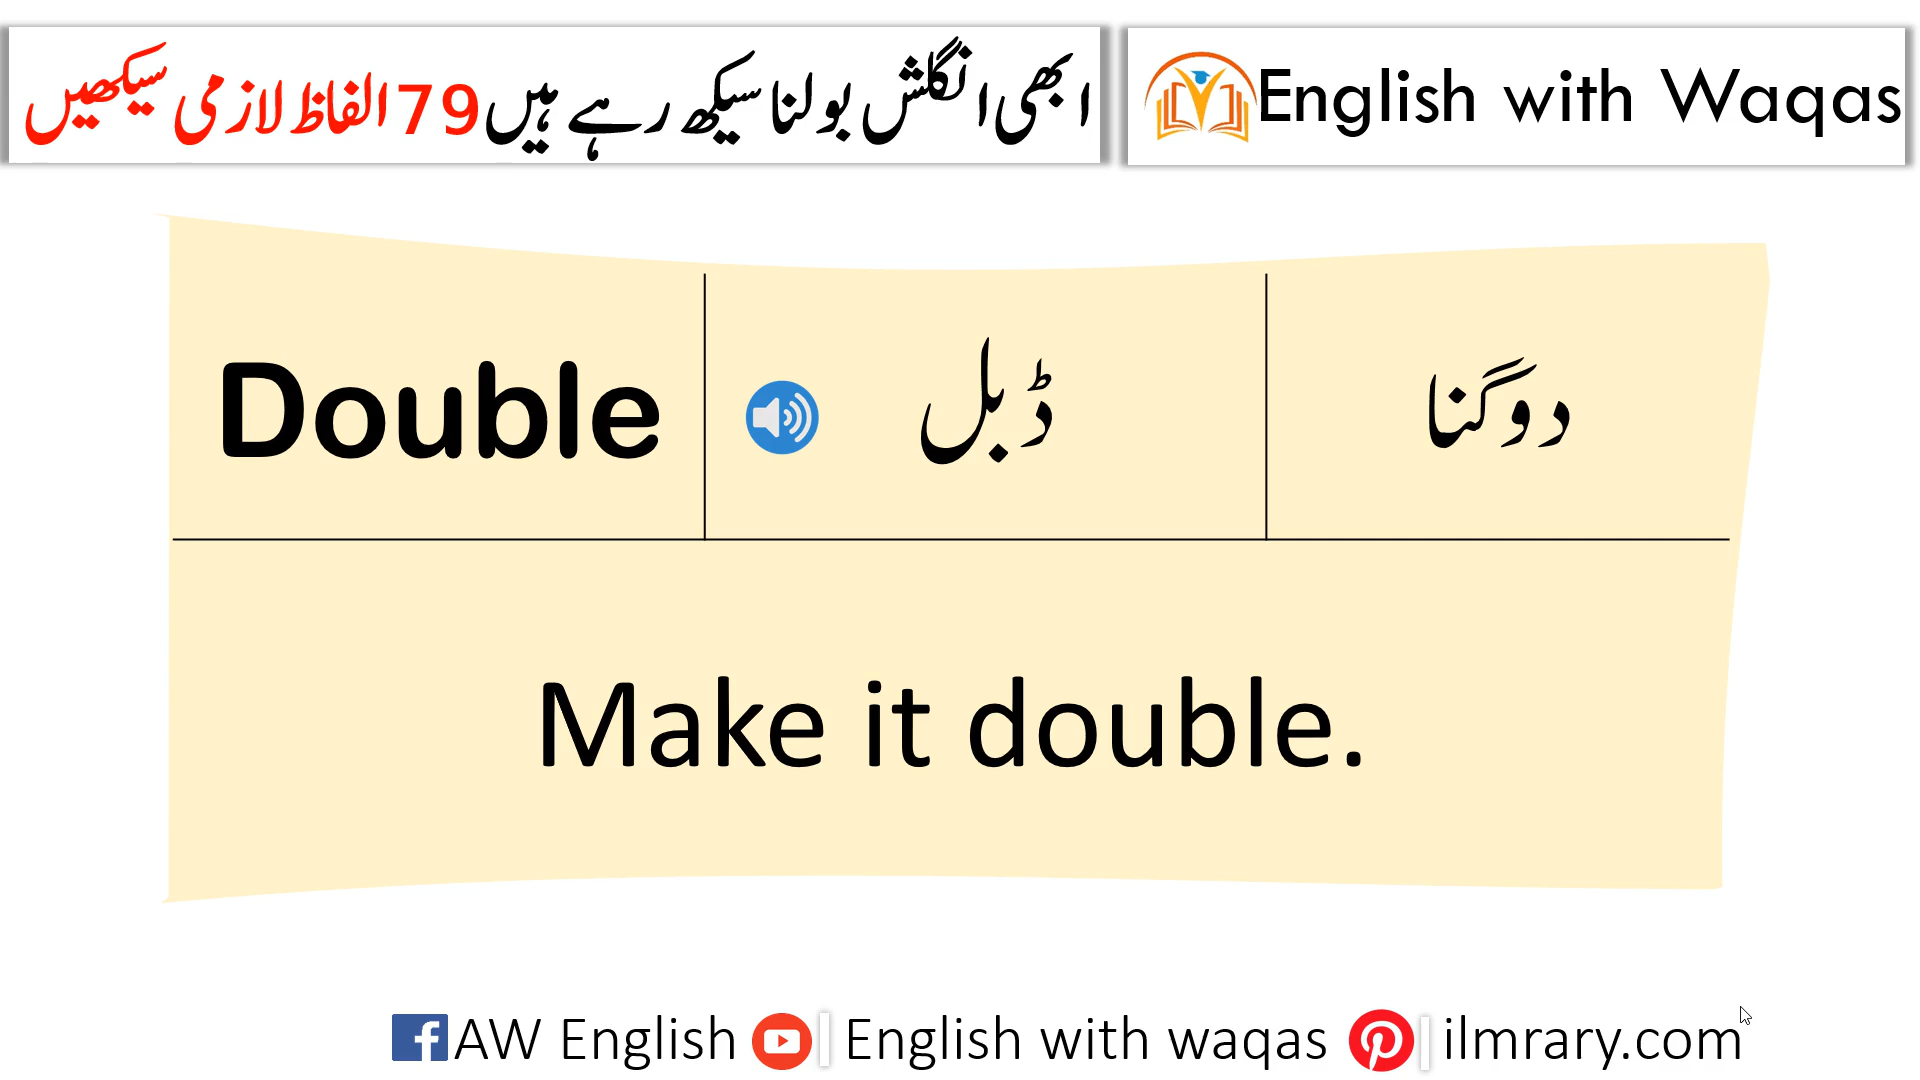 ابھی انگلش بولنا سیکھ رہے ہیں 79 الفاظ لازمی سیکھیں
English with Waqas
Double
ڈبل
دوگنا
Make it double.
AW English | English with waqas | ilmrary.com